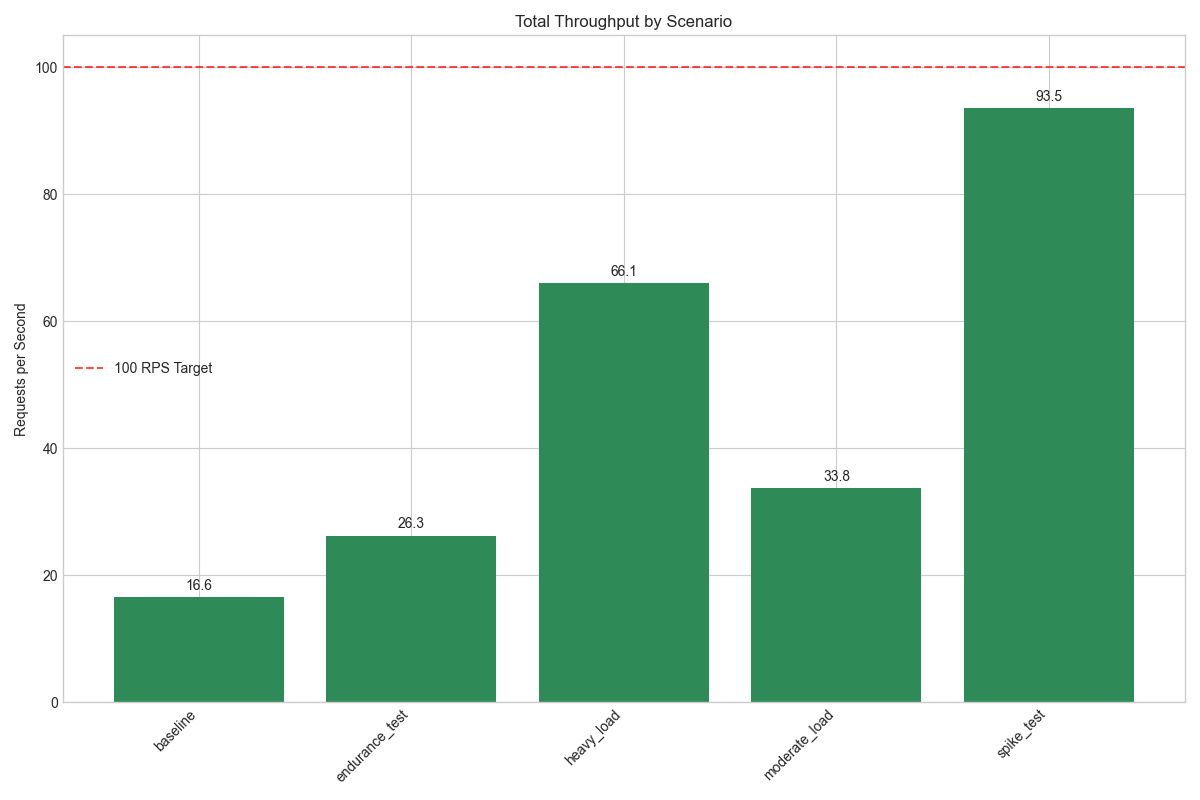 Total Throughput by Scenario
Requests per Second
100
80
60
40
20
0
100 RPS Target
16.6
26.3
66.1
33.8
93.5
baseline
endurance_test
heavy_load
moderate_load
spike_test